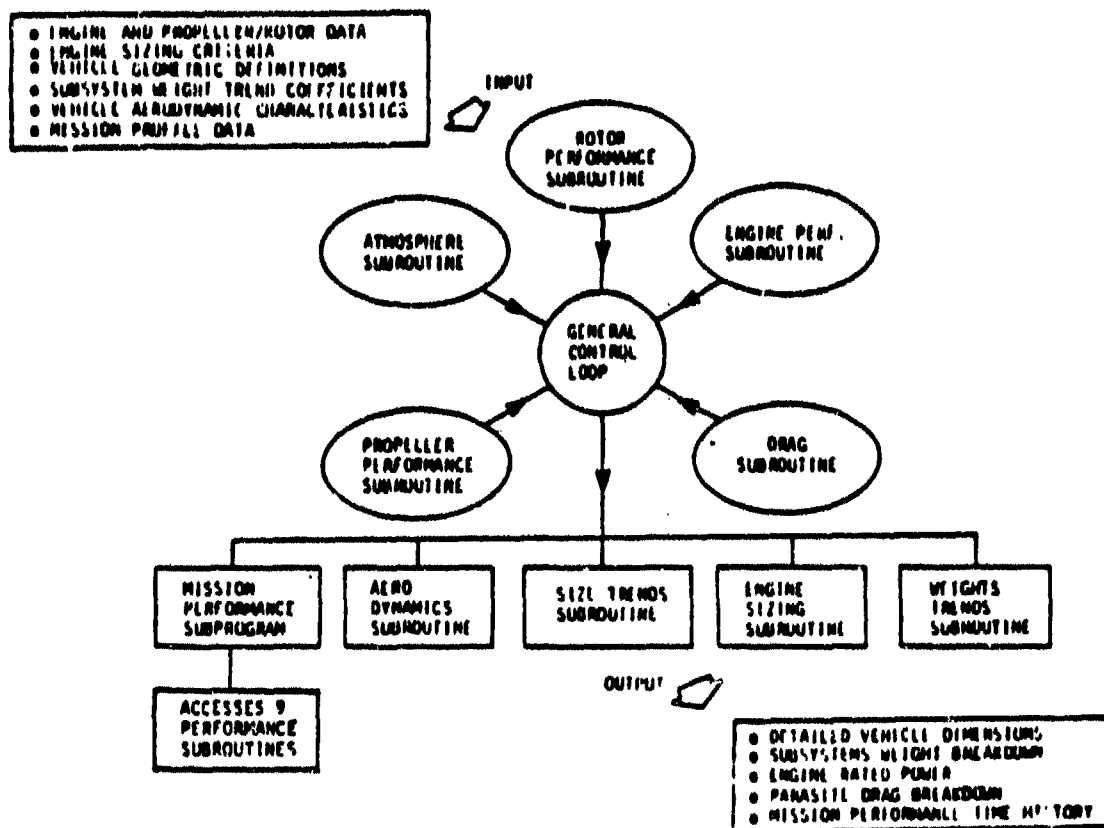 ● ENGINE AND PROPELLER/ROTOR DATA
● ENGINE SIZING CRITERIA
● VEHICLE GEOMETRIC DEFINITIONS
● SUBSYSTEM WEIGHT TREND COEFFICIENTS
● VEHICLE AERODYNAMIC CHARACTERISTICS
● MISSION PROFILE DATA
INPUT
ROTOR
PERFORMANCE
SUBROUTINE
ATMOSPHERE
SUBROUTINE
ENGINE PERF.
SUBROUTINE
GENERAL
CONTROL
LOOP
PROPELLER
PERFORMANCE
SUBROUTINE
DRAG
SUBROUTINE
MISSION
PERFORMANCE
SUBPROGRAM
AERO
DYNAMICS
SUBROUTINE
SIZE TRENDS
SUBROUTINE
ENGINE
SIZING
SUBROUTINE
WEIGHTS
TRENDS
SUBROUTINE
ACCESSES 9
PERFORMANCE
SUBROUTINES
OUTPUT
● DETAILED VEHICLE DIMENSIONS
● SUBSYSTEMS WEIGHT BREAKDOWN
● ENGINE RATED POWER
● PARASITE DRAG BREAKDOWN
● MISSION PERFORMANCE TIME HISTORY